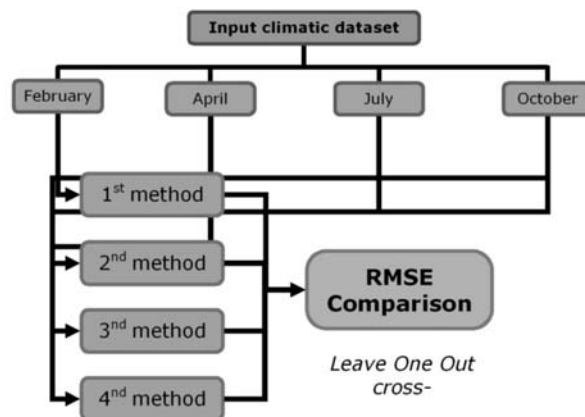 Input climatic dataset
February
April
July
October
1st method
2nd method
3nd method
4nd method
RMSE
Comparison
Leave One Out
cross-